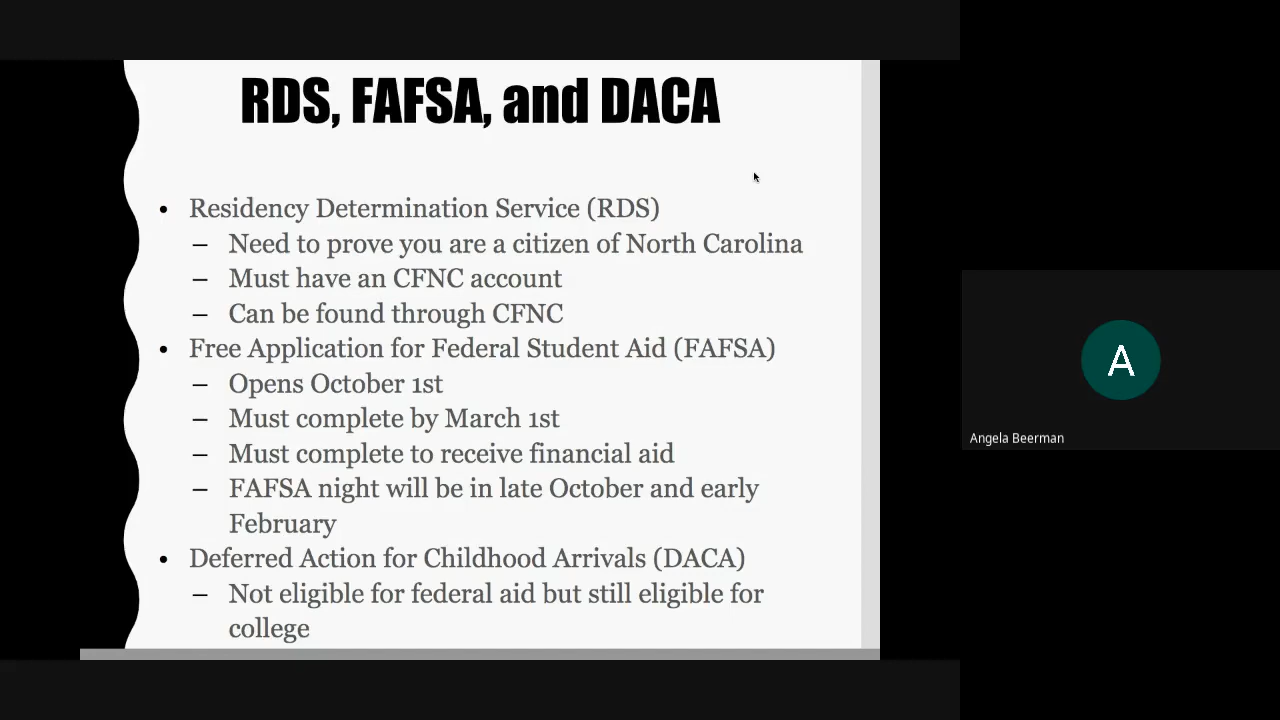 RDS, FAFSA, and DACA
• Residency Determination Service (RDS)
– Need to prove you are a citizen of North Carolina
– Must have an CFNC account
– Can be found through CFNC
• Free Application for Federal Student Aid (FAFSA)
– Opens October 1st
– Must complete by March 1st
– Must complete to receive financial aid
– FAFSA night will be in late October and early
February
• Deferred Action for Childhood Arrivals (DACA)
– Not eligible for federal aid but still eligible for
college
A
Angela Beerman